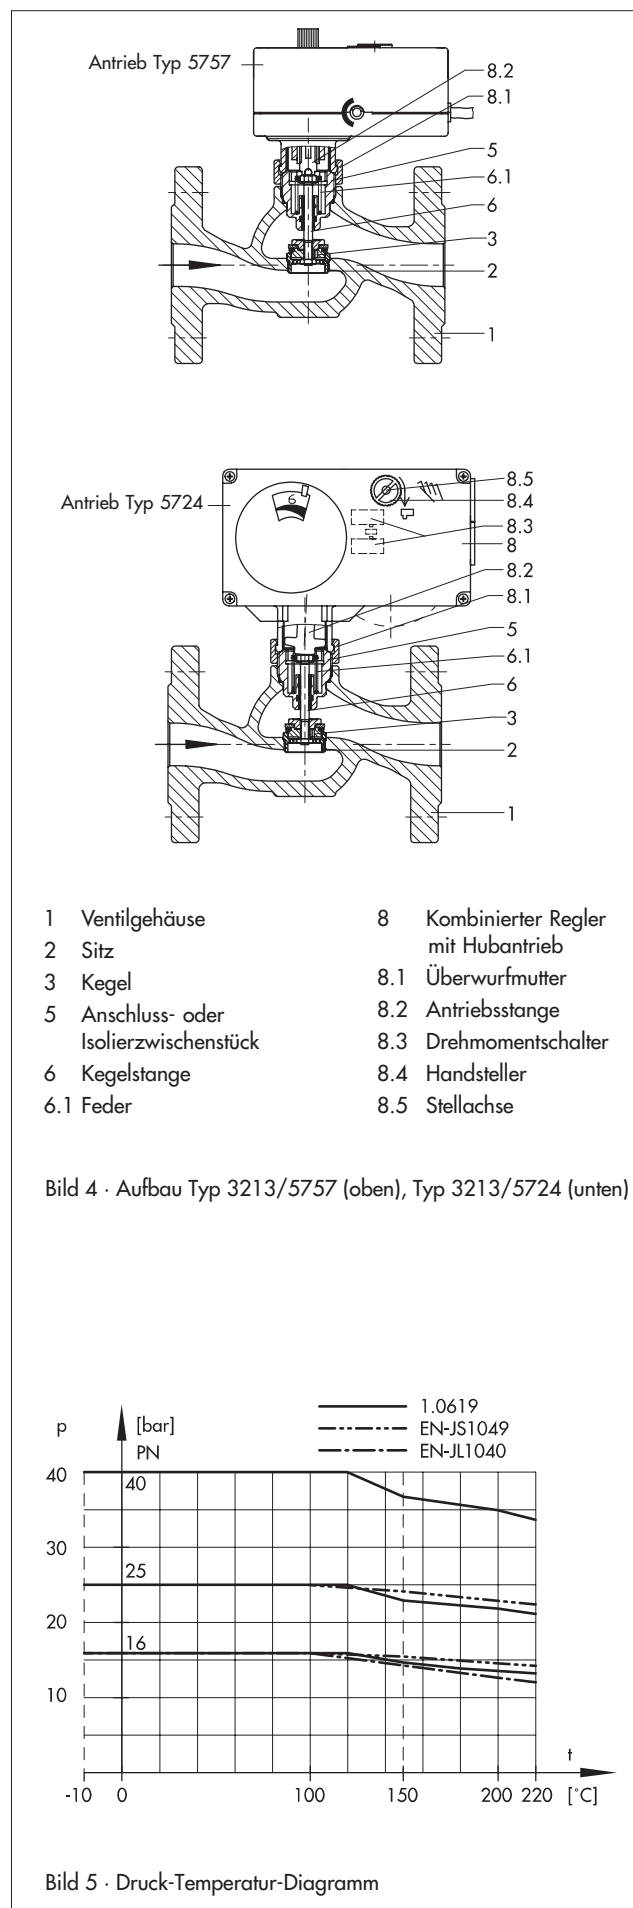 Antrieb Typ 5757
8.2
8.1
5
6.1
6
3
2
1
Antrieb Typ 5724
6
8.5
8.4
8.3
8
8.2
8.1
5
6.1
6
3
2
1
1 Ventilgehäuse
2 Sitz
3 Kegel
5 Anschluss- oder
Isolierzwischenstück
6 Kegelstange
6.1 Feder
8 Kombinierter Regler
mit Hubantrieb
8.1 Überwurfmutter
8.2 Antriebsstange
8.3 Drehmomentschalter
8.4 Handsteller
8.5 Stellachse
Bild 4 · Aufbau Typ 3213/5757 (oben), Typ 3213/5724 (unten)
1.0619
EN-JS1049
EN-JL1040
p [bar]
PN
40
40
30
25
20
16
10
t
-10 0 100 150 200 220 [°C]
Bild 5 · Druck-Temperatur-Diagramm